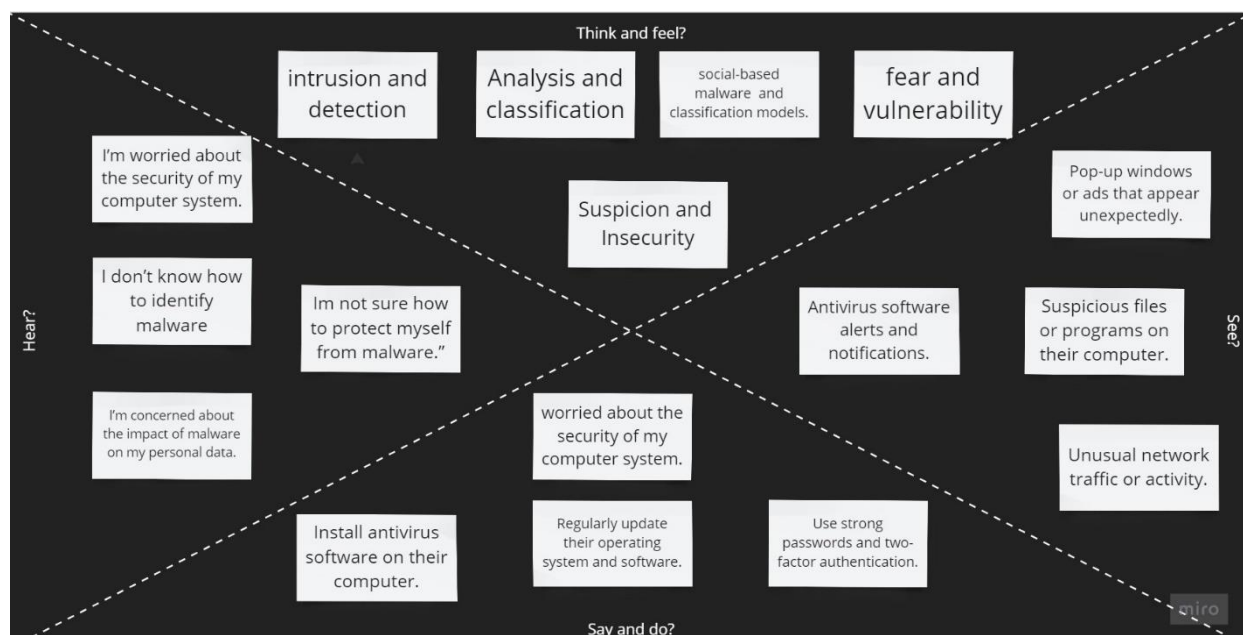 Think and feel?
intrusion and
detection
Analysis and
classification
social-based
malware and
classification models.
fear and
vulnerability
Suspicion and
Insecurity
Hear?
I'm worried about
the security of my
computer system.
I don't know how
to identify
malware
Im not sure how
to protect myself
from malware.”
I'm concerned about
the impact of malware
on my personal data.
See?
Pop-up windows
or ads that appear
unexpectedly.
Antivirus software
alerts and
notifications.
Suspicious files
or programs on
their computer.
Unusual network
traffic or activity.
worried about the
security of my
computer system.
Install antivirus
software on their
computer.
Regularly update
their operating
system and software.
Use strong
passwords and two-
factor authentication.
Say and do?
miro